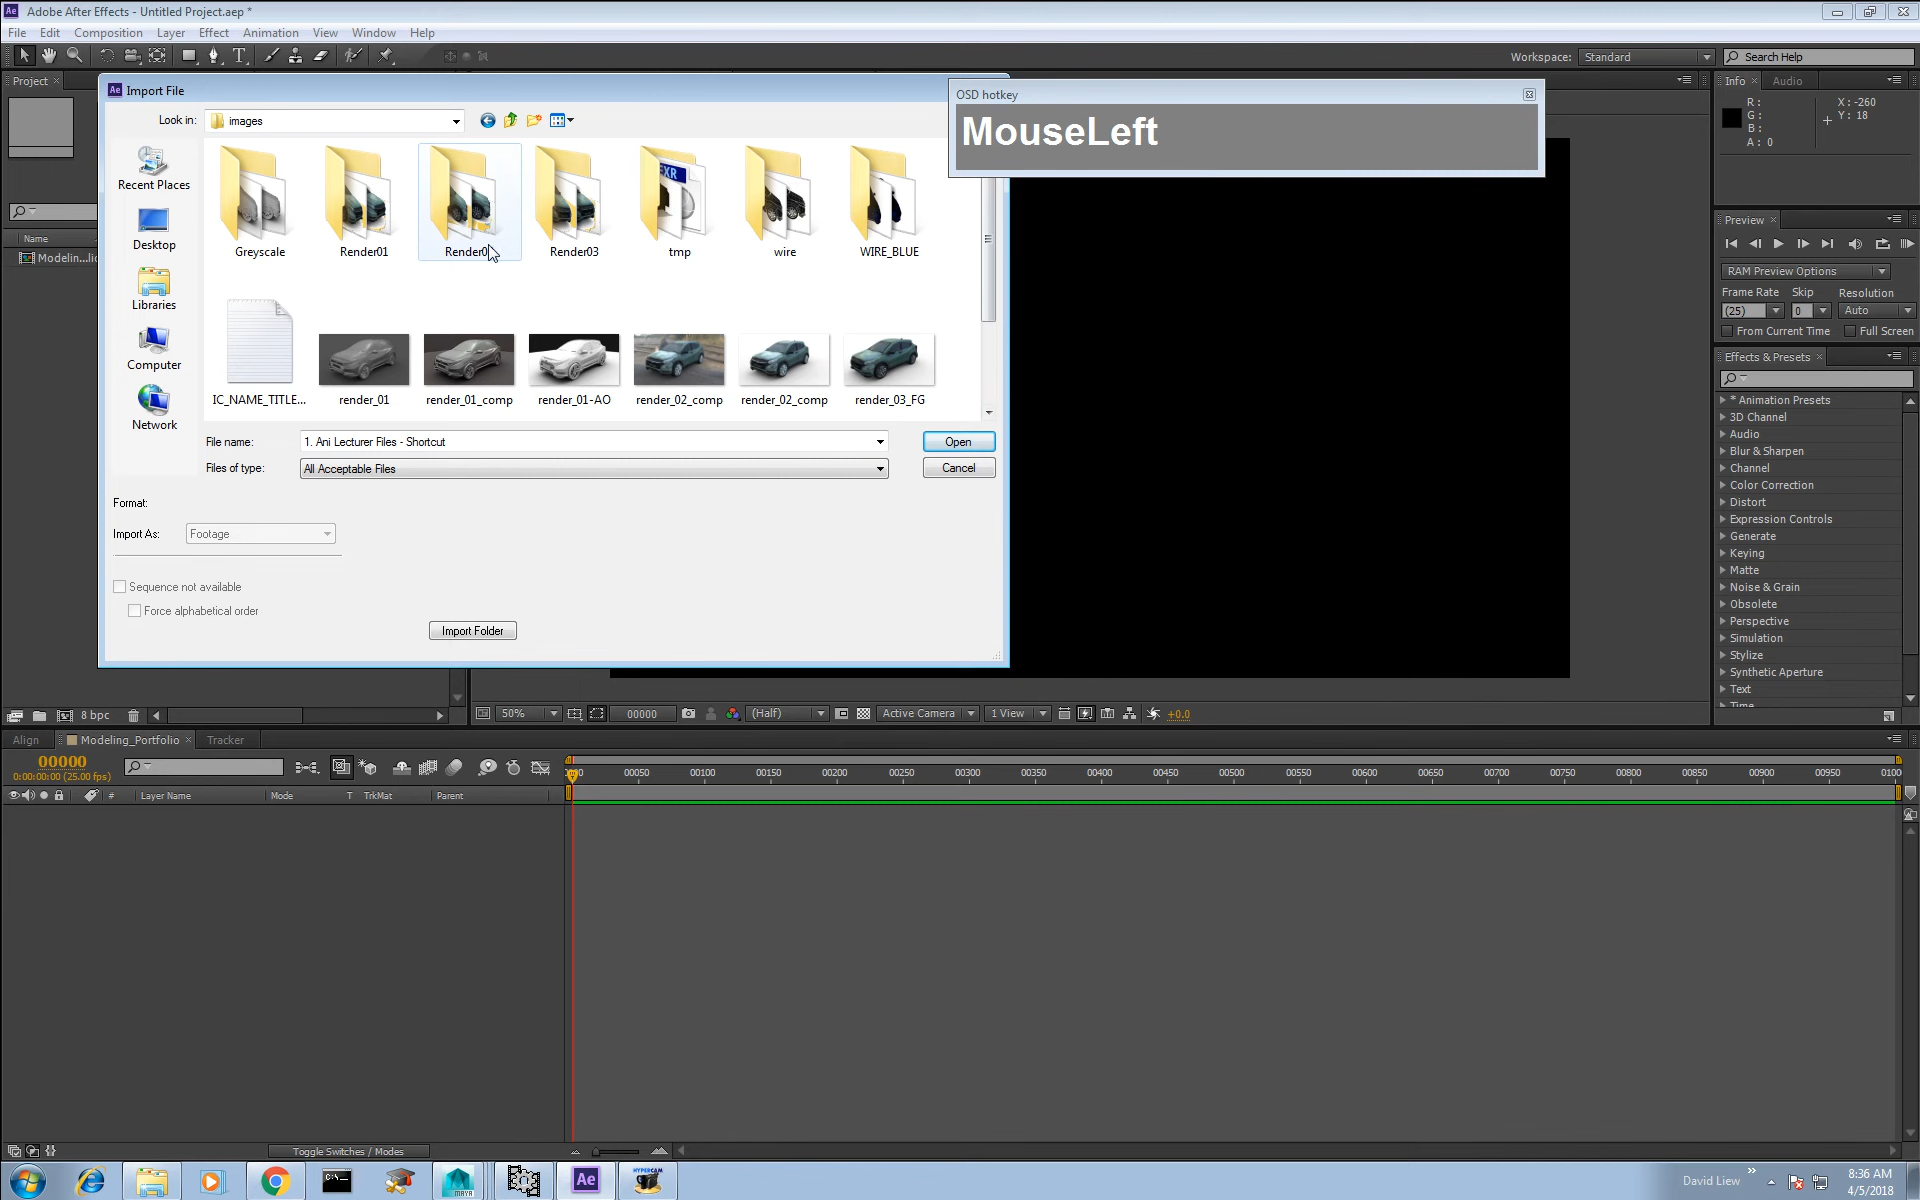 Adobe After Effects - Untitled Project.aep *
File Edit Composition Layer Effect Animation View Window Help
Workspace: Standard
Search Help
Project
Import File
OSD hotkey
MouseLeft
Info Audio
R:
G:
B:
A: 0
X: -260
Y: 18
Look in: images
Recent Places
Desktop
Libraries
Computer
Network
Greyscale Render01 Render0 Render03 tmp wire WIRE_BLUE
EXR
IC_NAME_TITLE... render_01 render_01_comp render_01-AO render_02_comp render_02_comp render_03_FG
File name: 1. Ani Lecturer Files - Shortcut
Open
Files of type: All Acceptable Files
Cancel
Format:
Import As: Footage
Sequence not available
Force alphabetical order
Import Folder
Name
Modelin...lio
Preview
RAM Preview Options
Frame Rate Skip Resolution
(25) 0 Auto
From Current Time Full Screen
Effects & Presets
* Animation Presets
3D Channel
Audio
Blur & Sharpen
Channel
Color Correction
Distort
Expression Controls
Generate
Keying
Matte
Noise & Grain
Obsolete
Perspective
Simulation
Stylize
Synthetic Aperture
Text
Time
8 bpc
50% 00000 (Half) Active Camera 1 View +0.0
Align Modeling_Portfolio Tracker
00000
0:00:00:00 (25.00 fps)
# Layer Name Mode T TrkMat Parent
00050 00100 00150 00200 00250 00300 00350 00400 00450 00500 00550 00600 00650 00700 00750 00800 00850 00900 00950 0100
Toggle Switches / Modes
C:\_
MAYA
Ae
HYPERCAM
David Liew
8:36 AM
4/5/2018